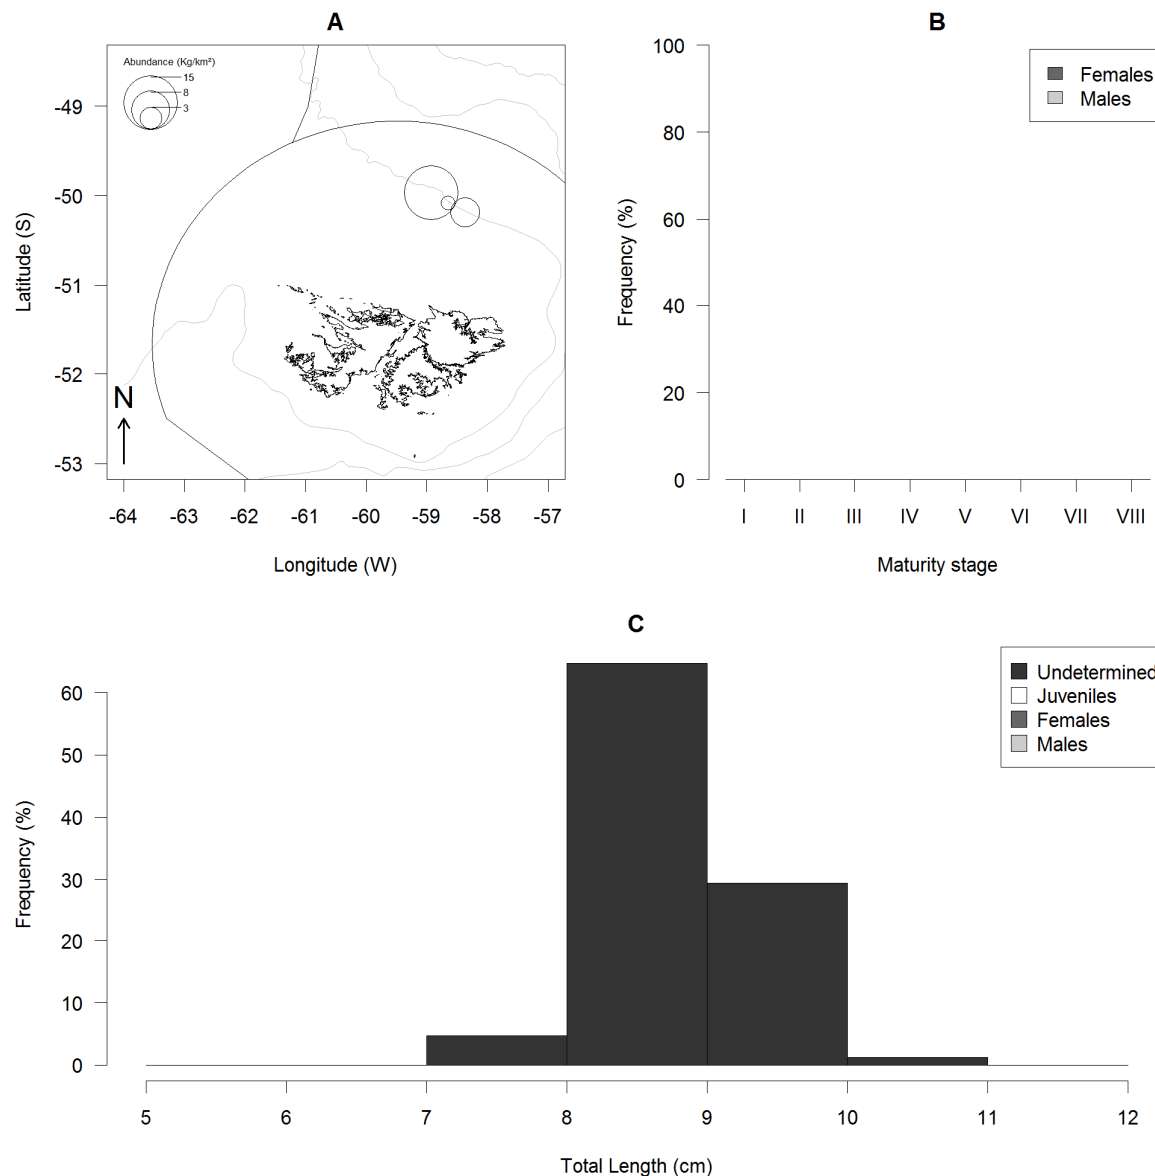 A
Abundance (Kg/km²)
15
8
3
-49
-50
-51
-52
-53
Latitude (S)
N
-64 -63 -62 -61 -60 -59 -58 -57
Longitude (W)
B
100
80
60
40
20
0
Frequency (%)
Females
Males
I II III IV V VI VII VIII
Maturity stage
C
60
50
40
30
20
10
0
Frequency (%)
Undetermined
Juveniles
Females
Males
5 6 7 8 9 10 11 12
Total Length (cm)